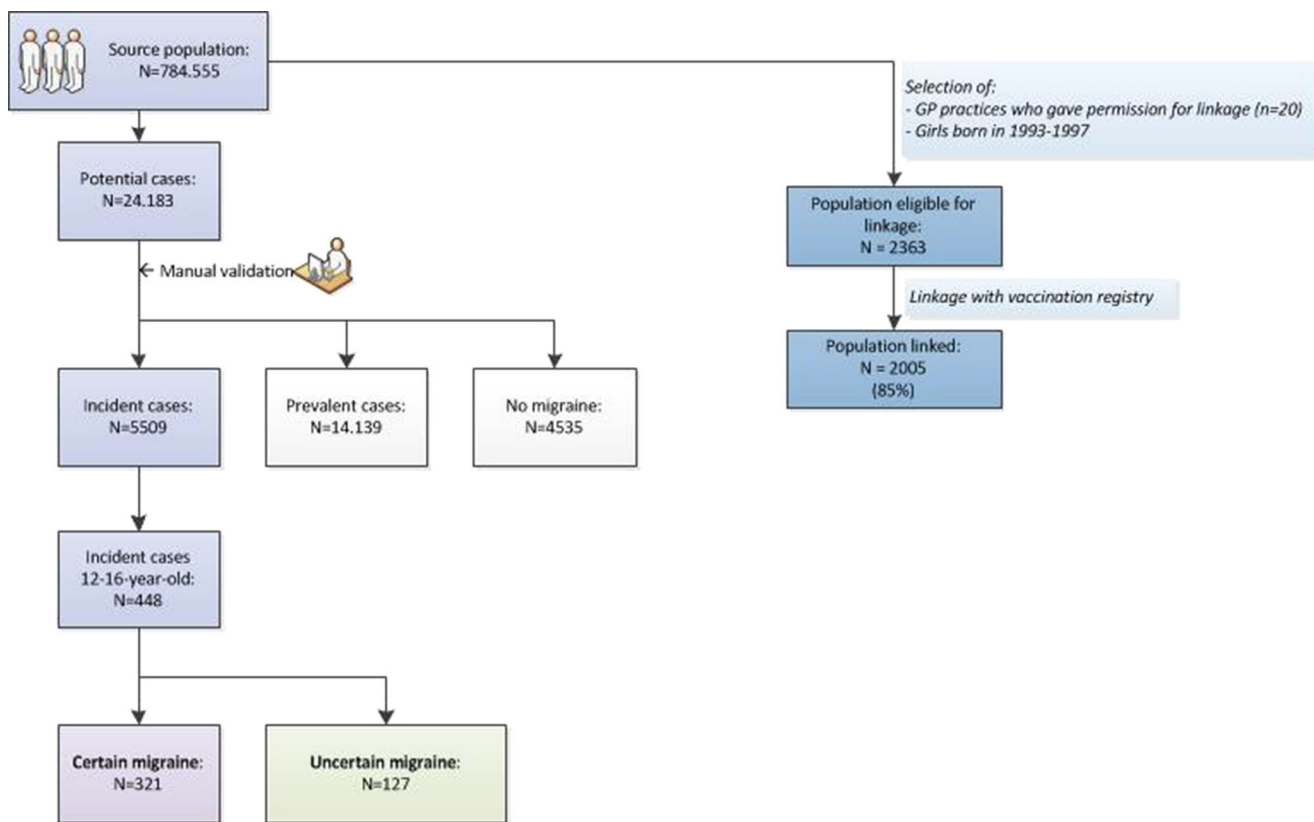 Source population:
N=784.555
Selection of:
- GP practices who gave permission for linkage (n=20)
- Girls born in 1993-1997
Potential cases:
N=24.183
Population eligible for
linkage:
N = 2363
← Manual validation
Linkage with vaccination registry
Population linked:
N = 2005
(85%)
Incident cases:
N=5509
Prevalent cases:
N=14.139
No migraine:
N=4535
Incident cases
12-16-year-old:
N=448
Certain migraine:
N=321
Uncertain migraine:
N=127